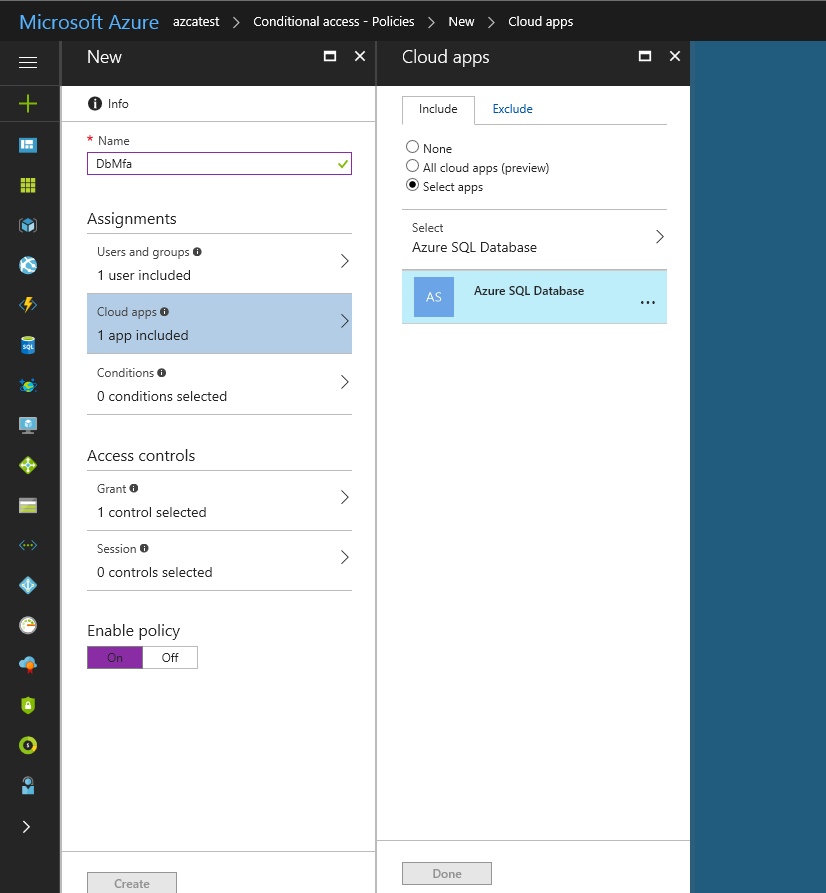 Microsoft Azure azcatest > Conditional access - Policies > New > Cloud apps
New
Info
* Name
DbMfa
Assignments
Users and groups
1 user included
Cloud apps
1 app included
Conditions
0 conditions selected
Access controls
Grant
1 control selected
Session
0 controls selected
Enable policy
On Off
Create
Cloud apps
Include Exclude
None
All cloud apps (preview)
Select apps
Select
Azure SQL Database
AS Azure SQL Database ...
Done
SQL